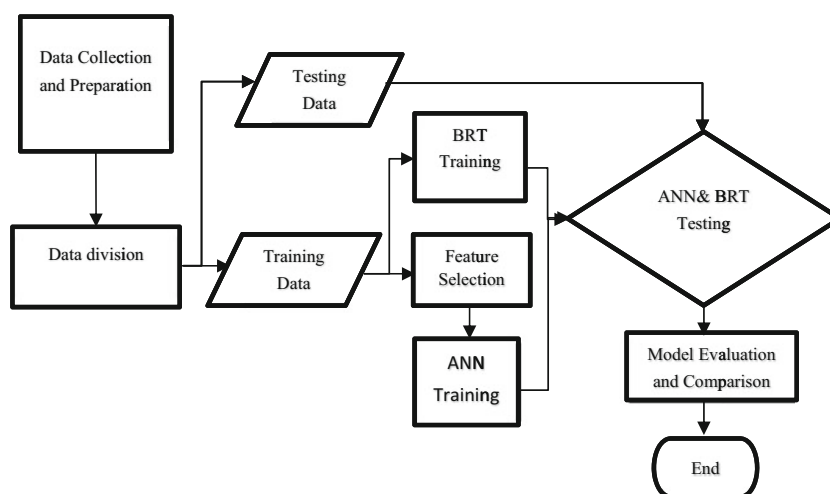 Data Collection
and Preparation
Testing
Data
BRT
Training
ANN& BRT
Testing
Data division
Training
Data
Feature
Selection
ANN
Training
Model Evaluation
and Comparison
End